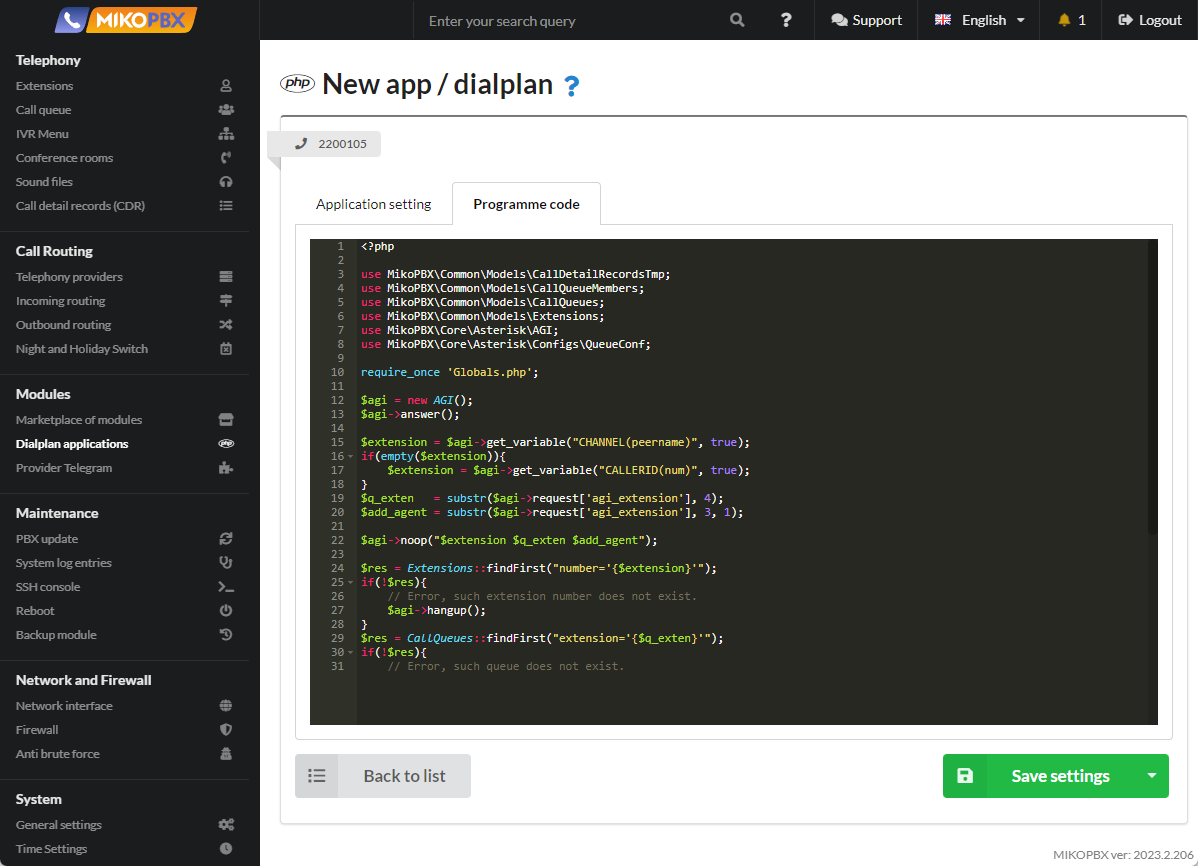 MIKOPBX
Enter your search query
?
Support
English
1
Logout
Telephony
Extensions
Call queue
IVR Menu
Conference rooms
Sound files
Call detail records (CDR)
Call Routing
Telephony providers
Incoming routing
Outbound routing
Night and Holiday Switch
Modules
Marketplace of modules
Dialplan applications
php
Provider Telegram
Maintenance
PBX update
System log entries
SSH console
Reboot
Backup module
Network and Firewall
Network interface
Firewall
Anti brute force
System
General settings
Time Settings
php New app / dialplan ?
2200105
Application setting
Programme code
1 <?php
2
3 use MikoPBX\Common\Models\CallDetailRecordsTmp;
4 use MikoPBX\Common\Models\CallQueueMembers;
5 use MikoPBX\Common\Models\CallQueues;
6 use MikoPBX\Common\Models\Extensions;
7 use MikoPBX\Core\Asterisk\AGI;
8 use MikoPBX\Core\Asterisk\Configs\QueueConf;
9
10 require_once 'Globals.php';
11
12 $agi = new AGI();
13 $agi->answer();
14
15 $extension = $agi->get_variable("CHANNEL(peername)", true);
16 if(empty($extension)){
17     $extension = $agi->get_variable("CALLERID(num)", true);
18 }
19 $q_exten   = substr($agi->request['agi_extension'], 4);
20 $add_agent = substr($agi->request['agi_extension'], 3, 1);
21
22 $agi->noop("$extension $q_exten $add_agent");
23
24 $res = Extensions::findFirst("number='{$extension}'");
25 if(!$res){
26     // Error, such extension number does not exist.
27     $agi->hangup();
28 }
29 $res = CallQueues::findFirst("extension='{$q_exten}'");
30 if(!$res){
31     // Error, such queue does not exist.
Back to list
Save settings
MIKOPBX ver: 2023.2.206